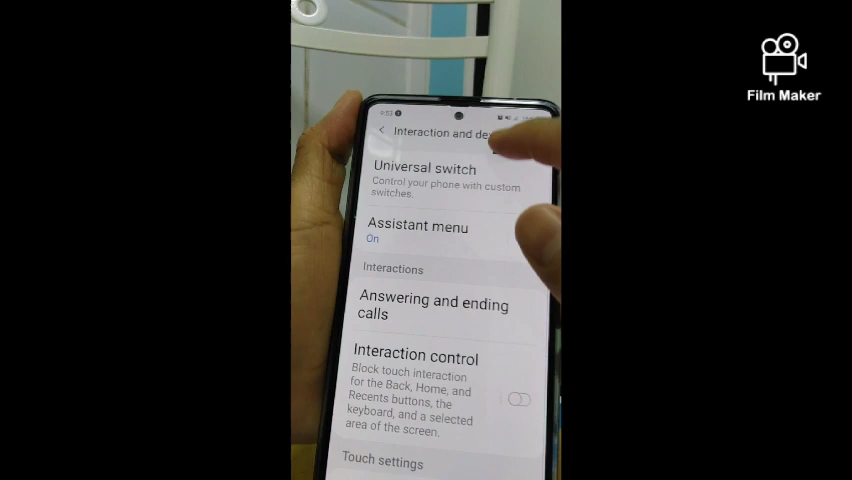 Film Maker
4:53
Interaction and de
Universal switch
Control your phone with custom
switches.
Assistant menu
On
Interactions
Answering and ending
calls
Interaction control
Block touch interaction
for the Back, Home, and
Recents buttons, the
keyboard, and a selected
area of the screen.
Touch settings